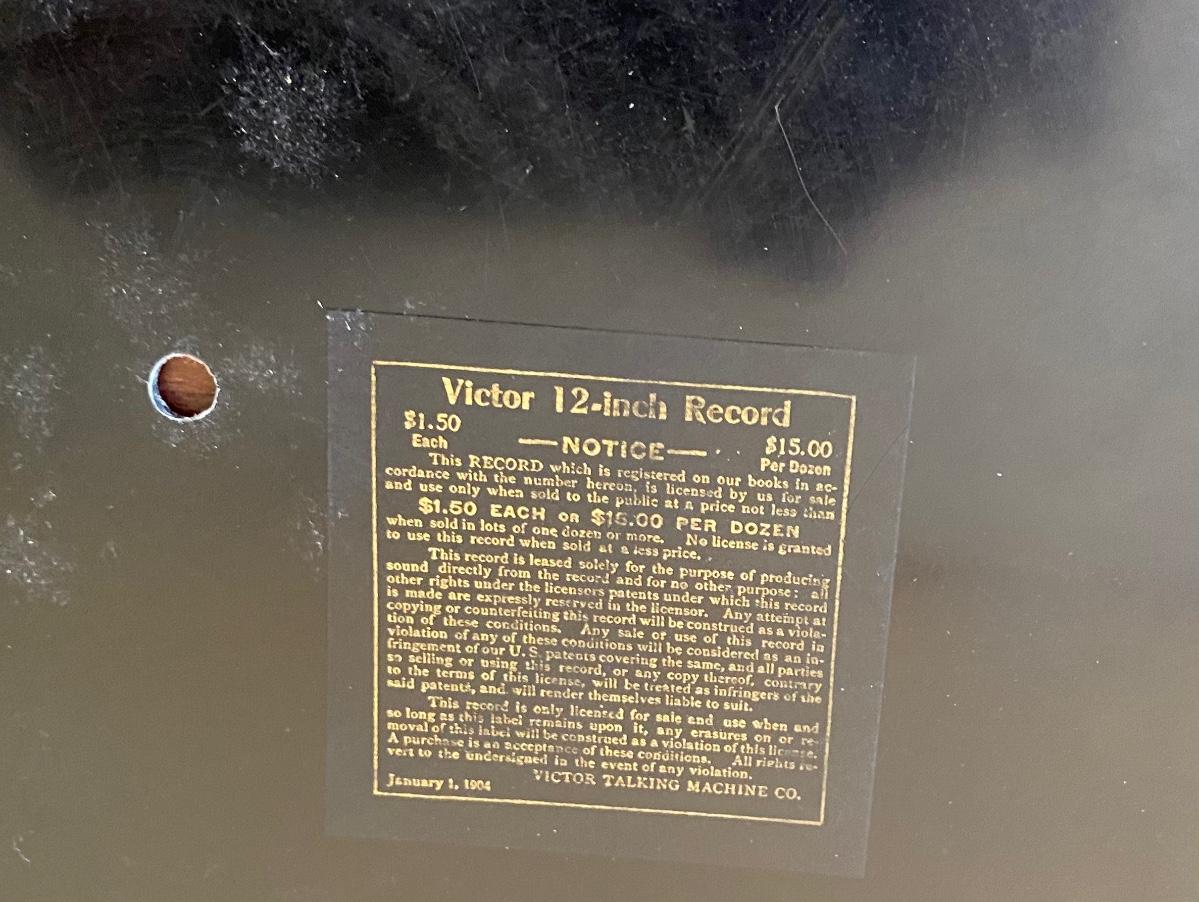 Victor 12-inch Record
$1.50 $15.00
Each —NOTICE— Per Dozen
This RECORD which is registered on our books in ac-
cordance with the number hereon, is licensed by us for sale
and use only when sold to the public at a price not less than
$1.50 EACH OR $15.00 PER DOZEN
when sold in lots of one dozen or more. No license is granted
to use this record when sold at a less price.
This record is leased solely for the purpose of producing
sound directly from the record and for no other purpose: all
other rights under the licensors patents under which this record
is made are expressly reserved in the licensor. Any attempt at
copying or counterfeiting this record will be construed as a viola-
tion of these conditions. Any sale or use of this record in
violation of any of these conditions will be considered as an in-
fringement of our U.S. patents covering the same, and all parties
so selling or using this record, or any copy thereof, contrary
to the terms of this license, will be treated as infringers of the
said patents, and will render themselves liable to suit.
This record is only licensed for sale and use when and
so long as this label remains upon it, any erasures on or re-
moval of this label will be construed as a violation of this license.
A purchase is an acceptance of these conditions. All rights re-
vert to the undersigned in the event of any violation.
January 1, 1904 VICTOR TALKING MACHINE CO.